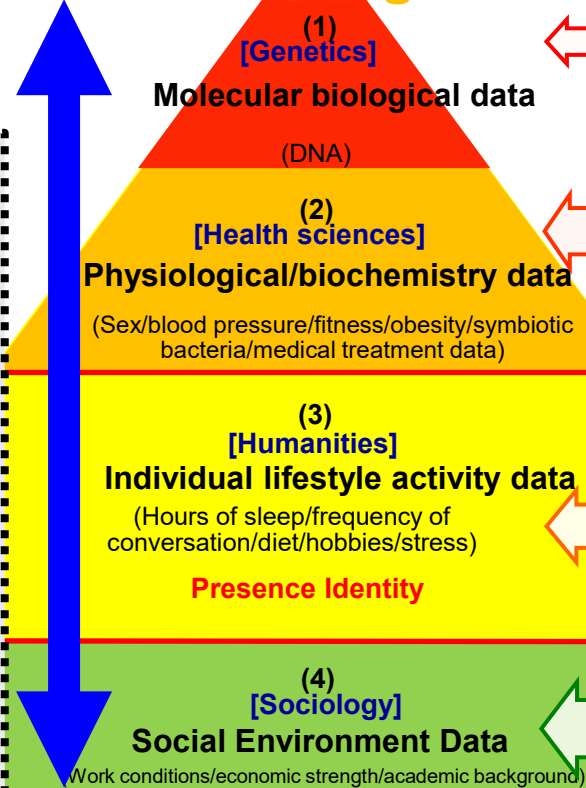 (1)
[Genetics]
Molecular biological data
(DNA)
(2)
[Health sciences]
Physiological/biochemistry data
(Sex/blood pressure/fitness/obesity/symbiotic
bacteria/medical treatment data)
(3)
[Humanities]
Individual lifestyle activity data
(Hours of sleep/frequency of
conversation/diet/hobbies/stress)
Presence Identity
(4)
[Sociology]
Social Environment Data
Work conditions/economic strength/academic background)